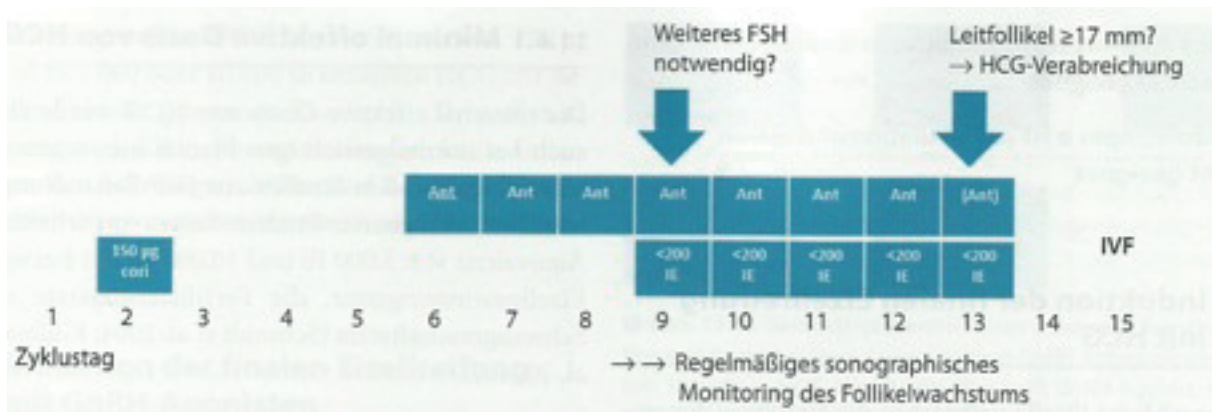 Weiteres FSH
notwendig?
Leitfollikel ≥17 mm?
→ HCG-Verabreichung
Ant. Ant Ant Ant Ant Ant Ant (Ant)
150 µg
cori
<200 <200 <200 <200 <200
IE IE IE IE IE
IVF
1 2 3 4 5 6 7 8 9 10 11 12 13 14 15
Zyklustag
→ → Regelmäßiges sonographisches
Monitoring des Follikelwachstums